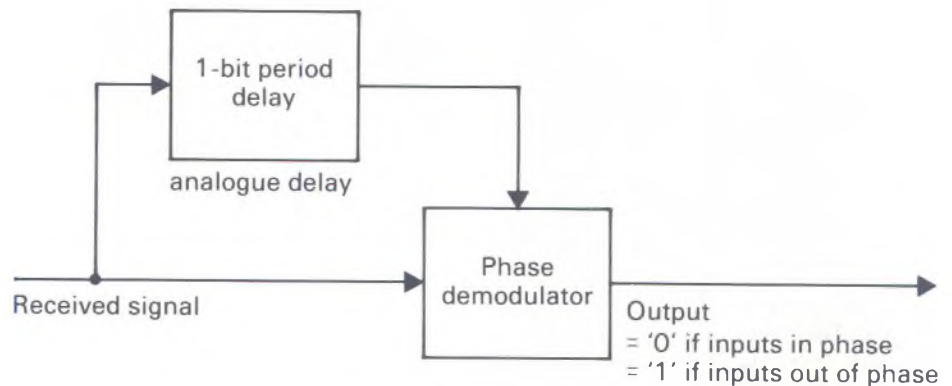 1-bit period
delay
analogue delay
Phase
demodulator
Received signal
Output
= '0' if inputs in phase
= '1' if inputs out of phase